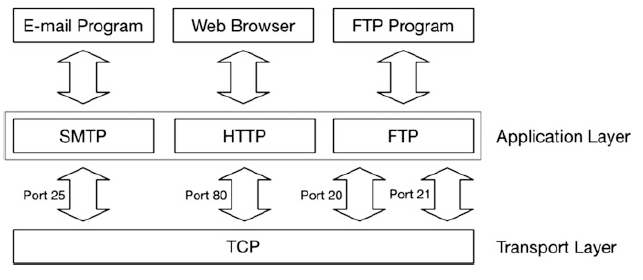 E-mail Program
Web Browser
FTP Program
SMTP
HTTP
FTP
Application Layer
Port 25
Port 80
Port 20
Port 21
TCP
Transport Layer